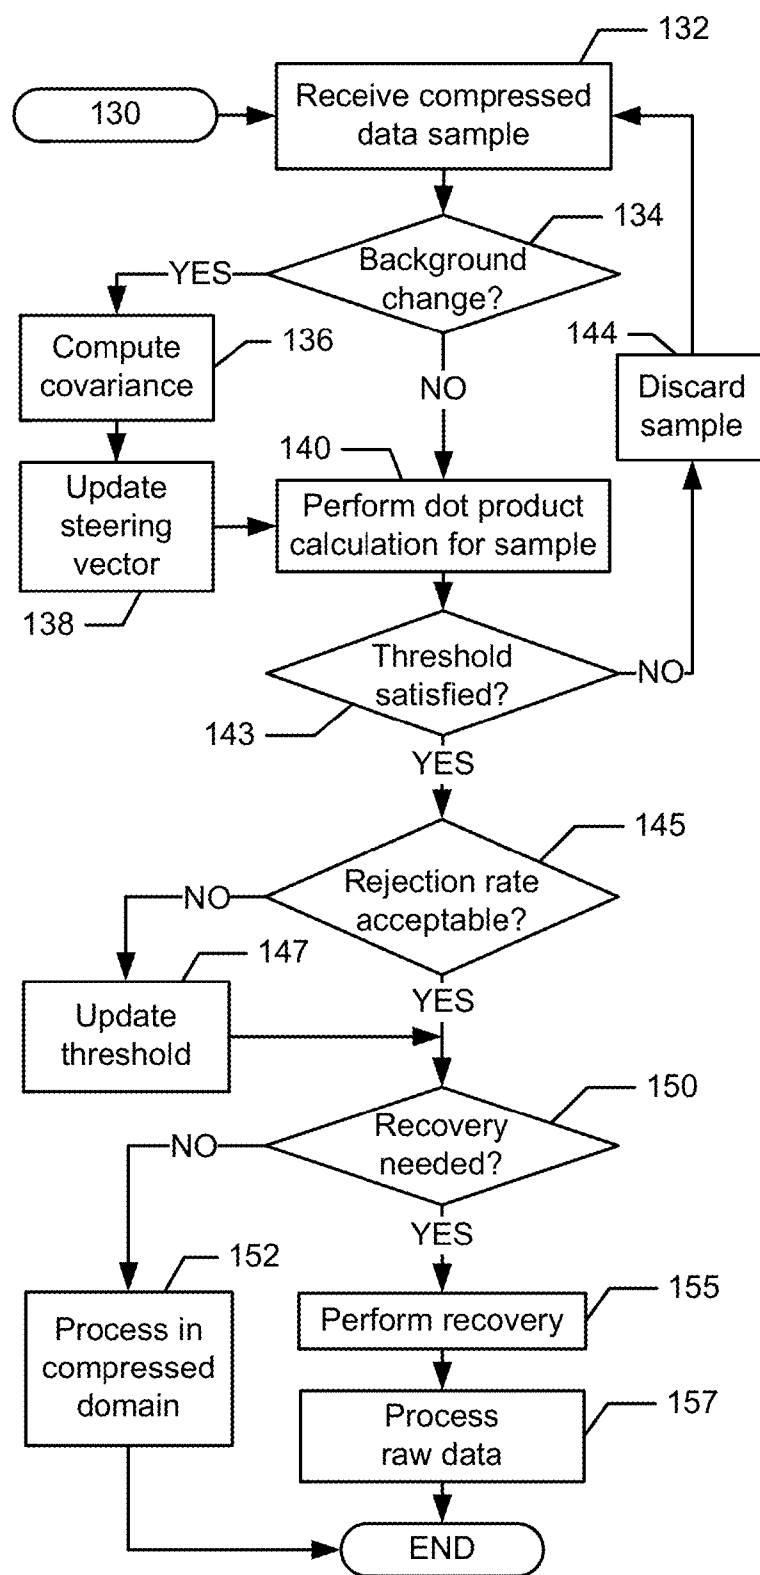 132
130
Receive compressed
data sample
134
YES
Background
change?
144
Compute
covariance
136
NO
Discard
sample
140
Update
steering
vector
Perform dot product
calculation for sample
138
Threshold
satisfied?
NO
143
YES
145
NO
Rejection rate
acceptable?
147
YES
Update
threshold
150
NO
Recovery
needed?
YES
152
155
Perform recovery
Process in
compressed
domain
157
Process
raw data
END